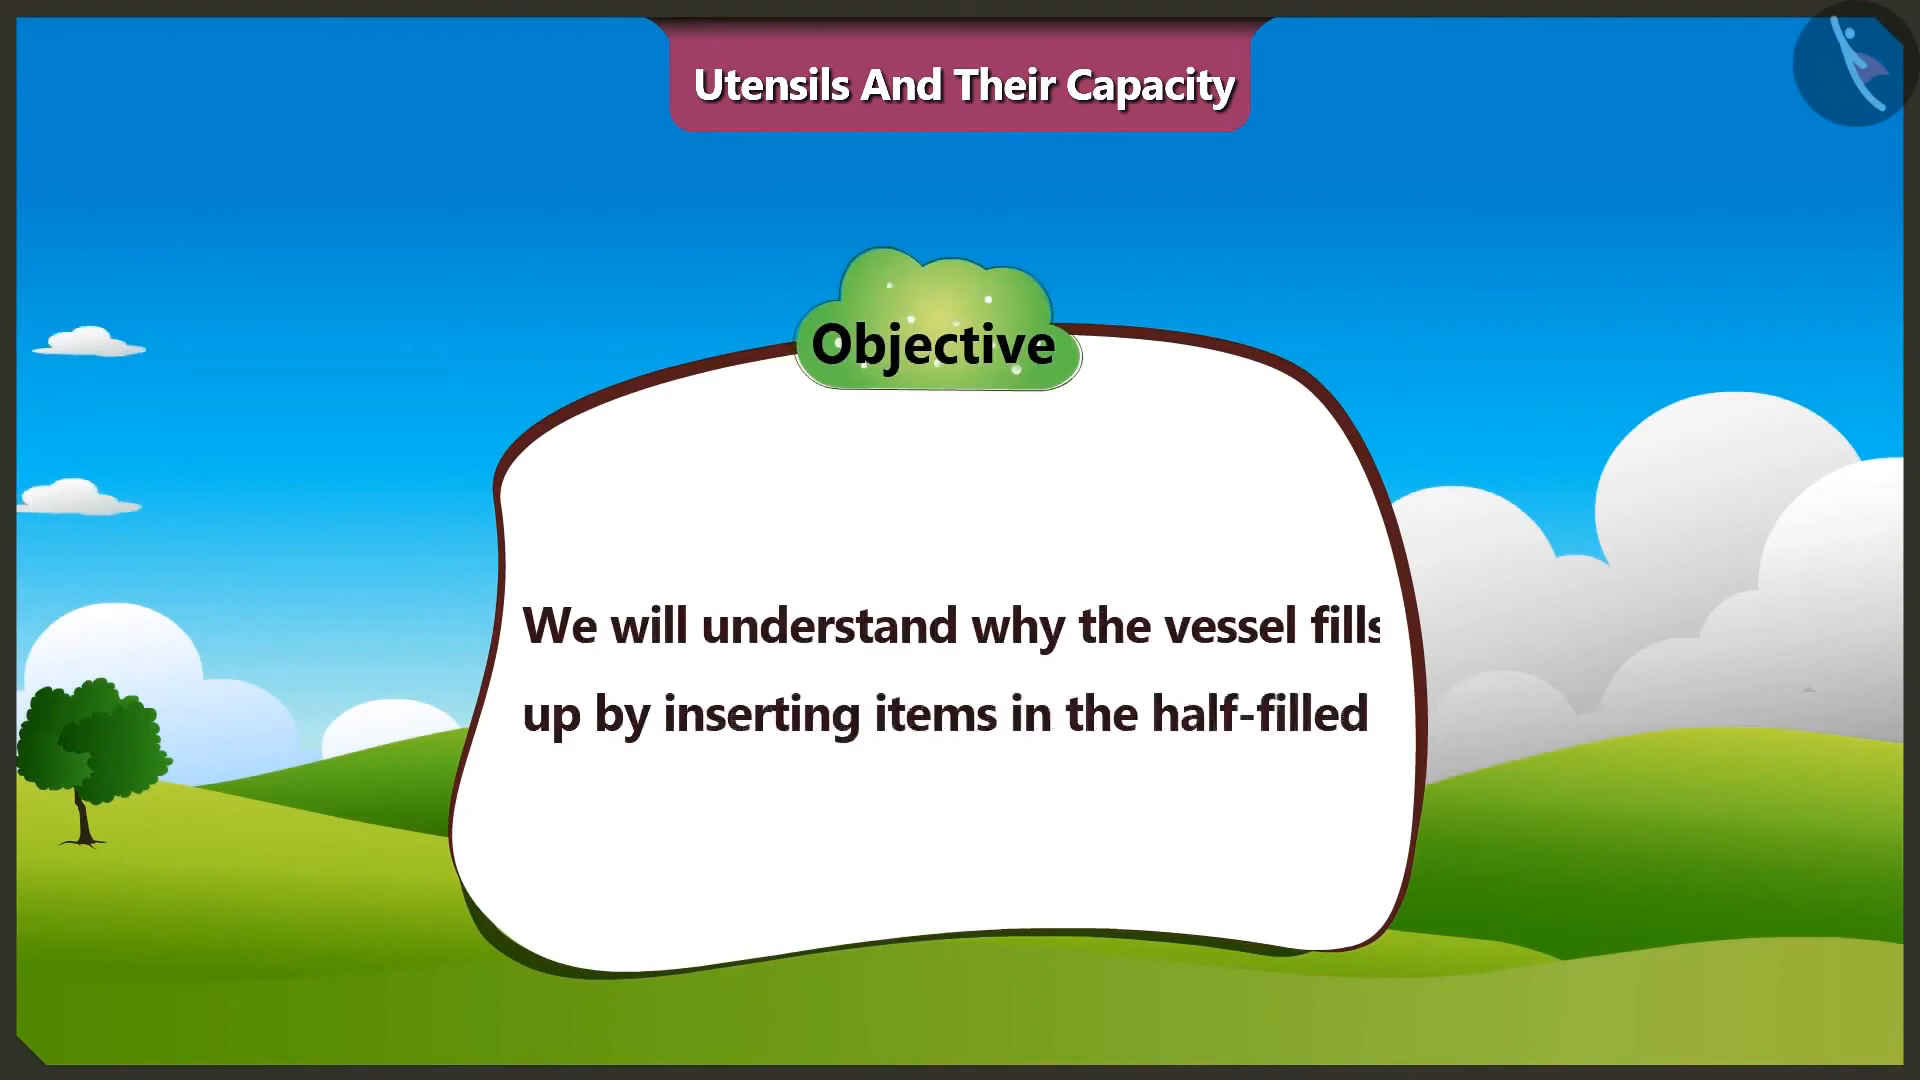 Utensils And Their Capacity
Objective
We will understand why the vessel fills
up by inserting items in the half-filled